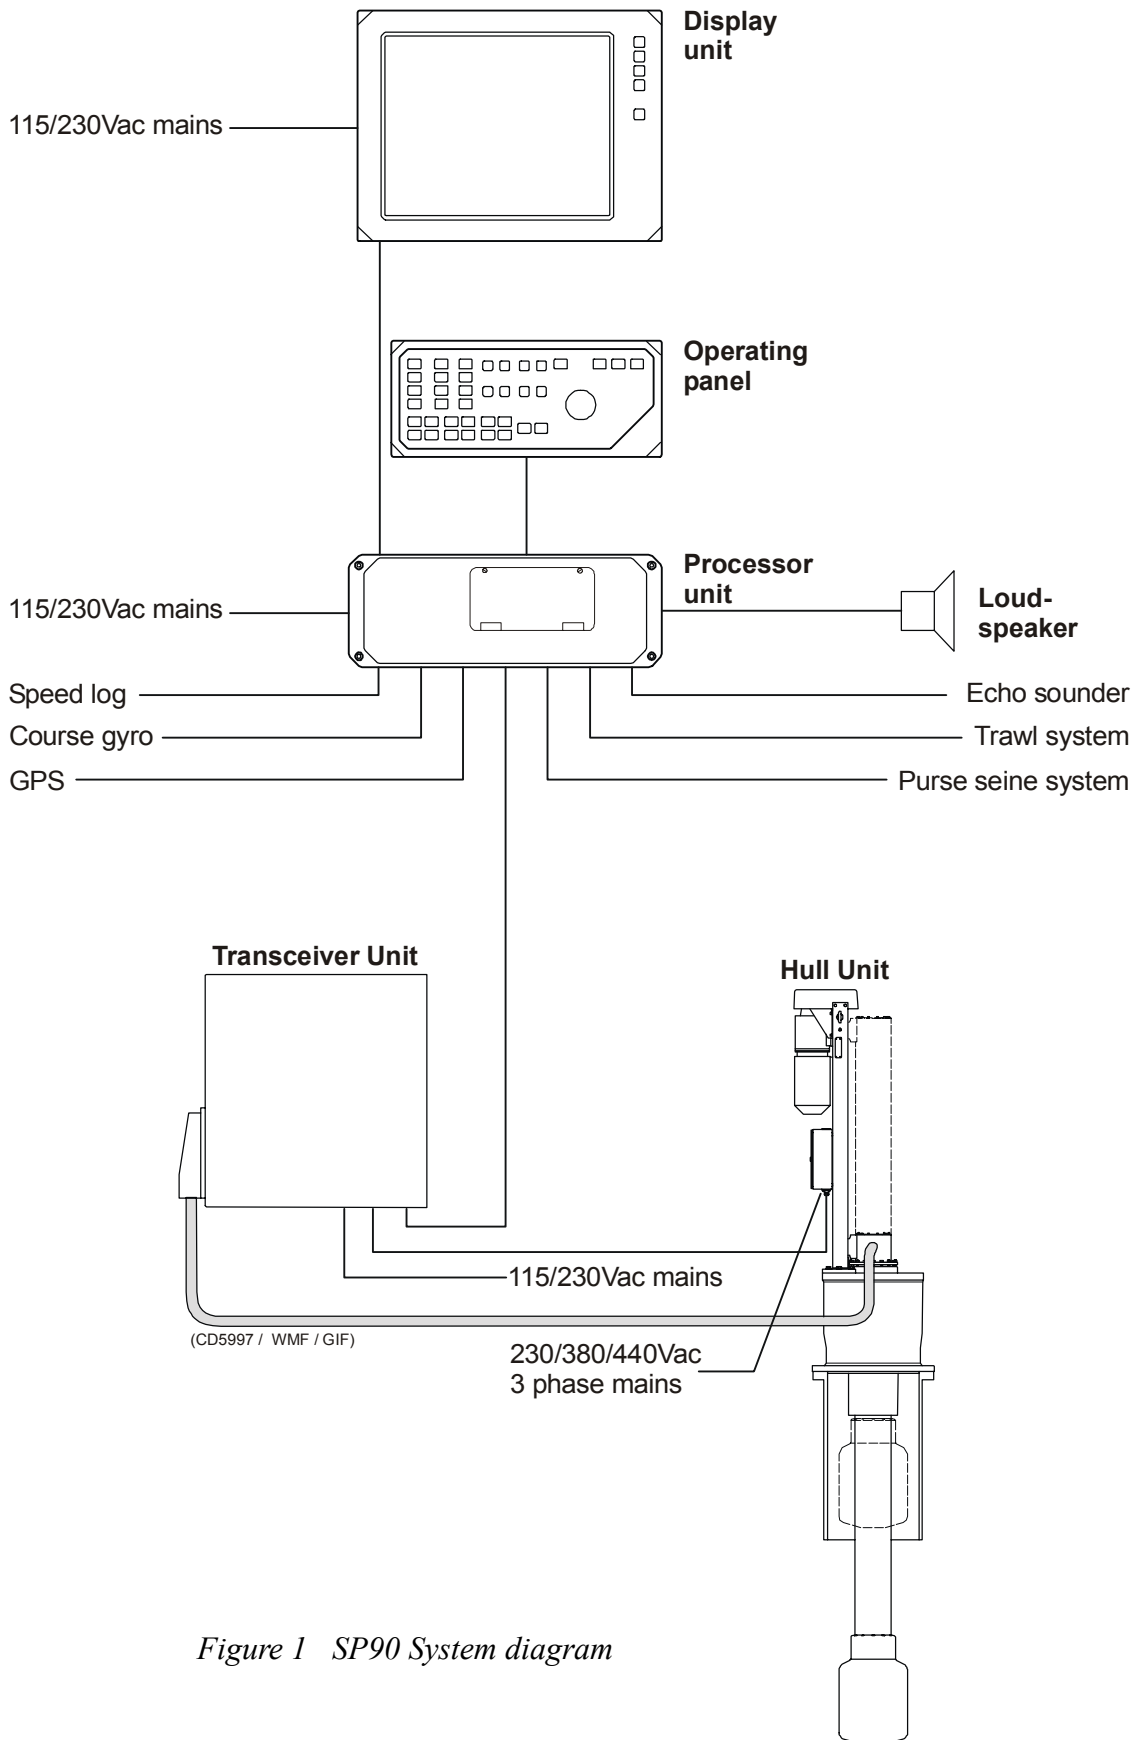 Display
unit
115/230Vac mains
Operating
panel
Processor
unit
115/230Vac mains
Loud-
speaker
Speed log
Echo sounder
Course gyro
Trawl system
GPS
Purse seine system
Transceiver Unit
Hull Unit
115/230Vac mains
(CD5997 / WMF / GIF)
230/380/440Vac
3 phase mains
Figure 1 SP90 System diagram